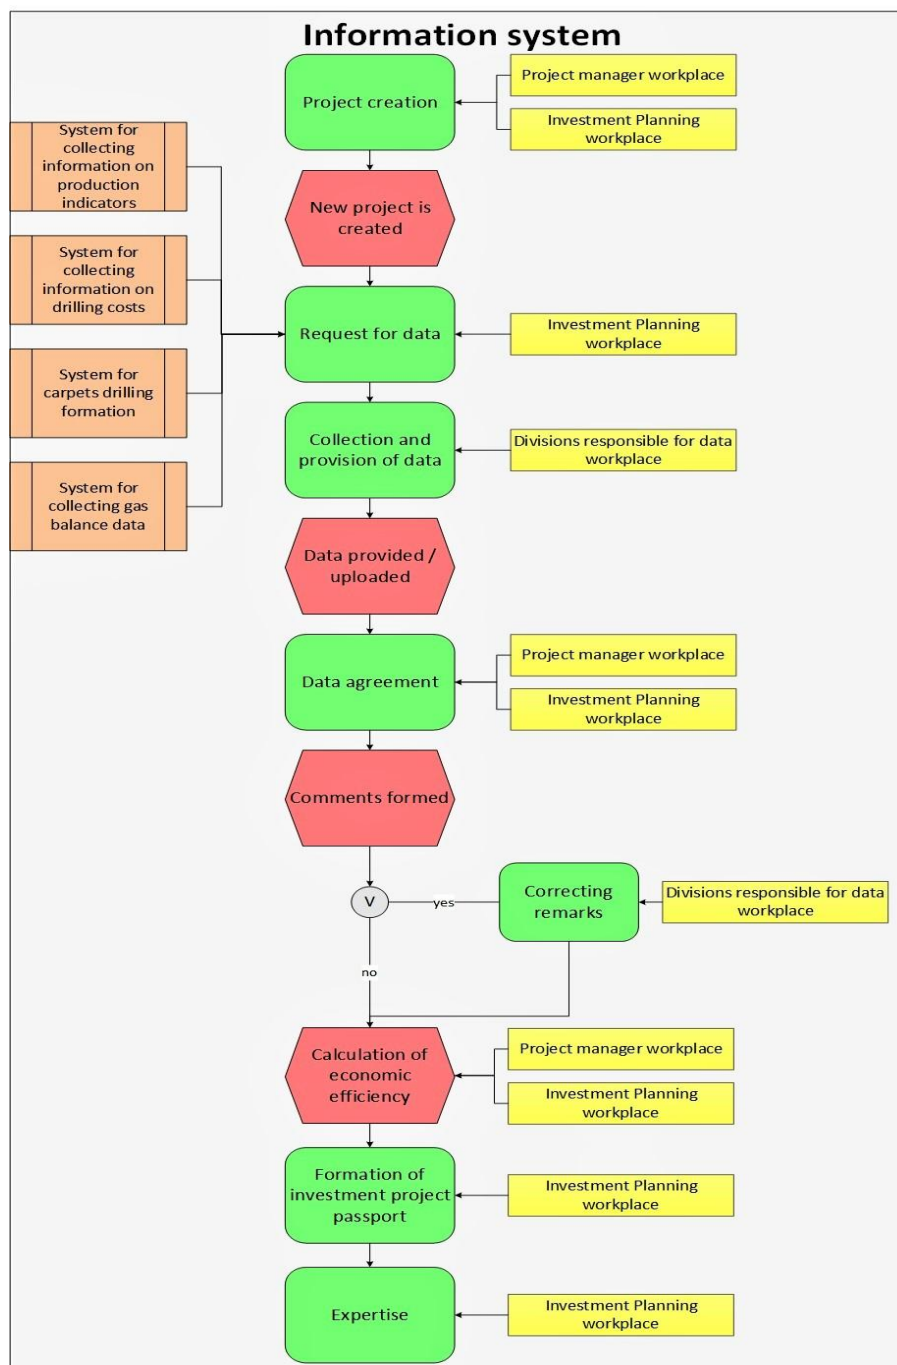 Information system
Project creation
Project manager workplace
Investment Planning
workplace
System for
collecting
information on
production
indicators
New project is
created
System for
collecting
information on
drilling costs
Request for data
Investment Planning
workplace
System for
carpets drilling
formation
Collection and
provision of data
Divisions responsible for data
workplace
System for
collecting gas
balance data
Data provided /
uploaded
Data agreement
Project manager workplace
Investment Planning
workplace
Comments formed
V
yes
Correcting
remarks
Divisions responsible for data
workplace
no
Calculation of
economic
efficiency
Project manager workplace
Investment Planning
workplace
Formation of
investment project
passport
Investment Planning
workplace
Expertise
Investment Planning
workplace